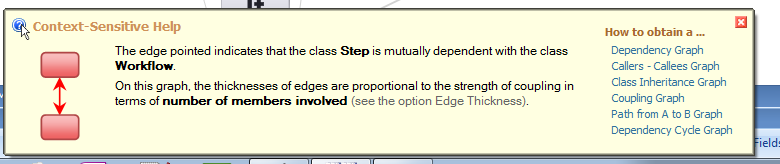 Context-Sensitive Help
The edge pointed indicates that the class Step is mutually dependent with the class
Workflow.
On this graph, the thicknesses of edges are proportional to the strength of coupling in
terms of number of members involved (see the option Edge Thickness).
How to obtain a ...
Dependency Graph
Callers - Callees Graph
Class Inheritance Graph
Coupling Graph
Path from A to B Graph
Dependency Cycle Graph
Field